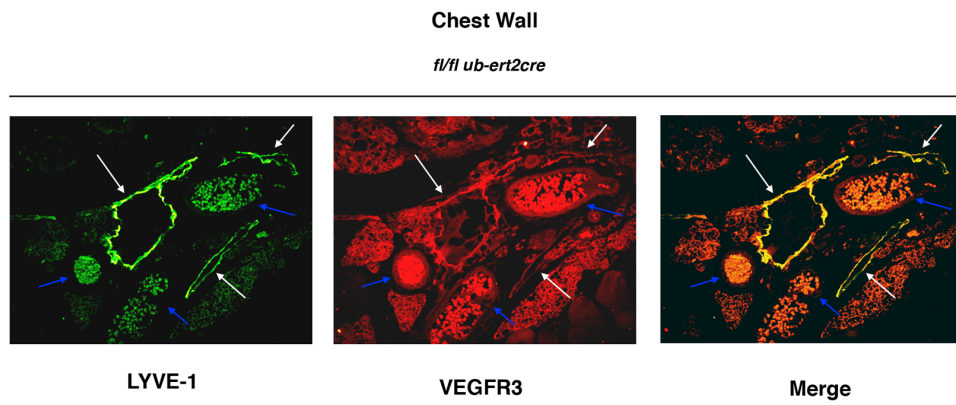 Chest Wall
fl/fl ub-ert2cre
LYVE-1
VEGFR3
Merge